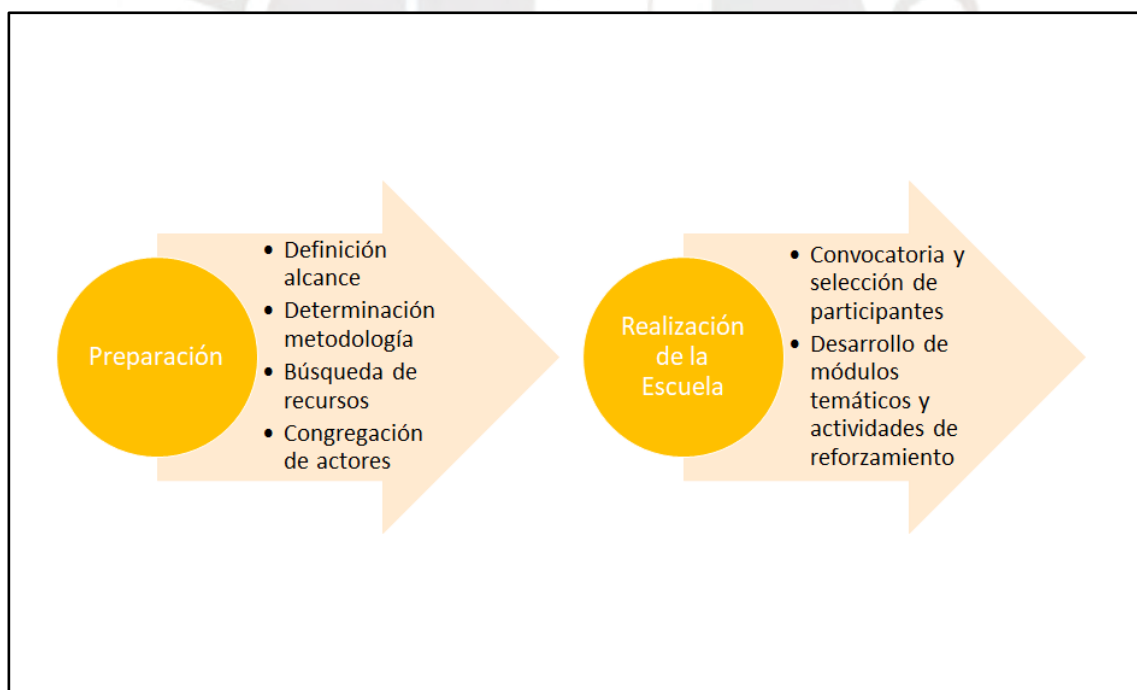 Preparación
• Definición
alcance
• Determinación
metodología
• Búsqueda de
recursos
• Congregación
de actores
Realización
de la
Escuela
• Convocatoria y
selección de
participantes
• Desarrollo de
módulos
temáticos y
actividades de
reforzamiento